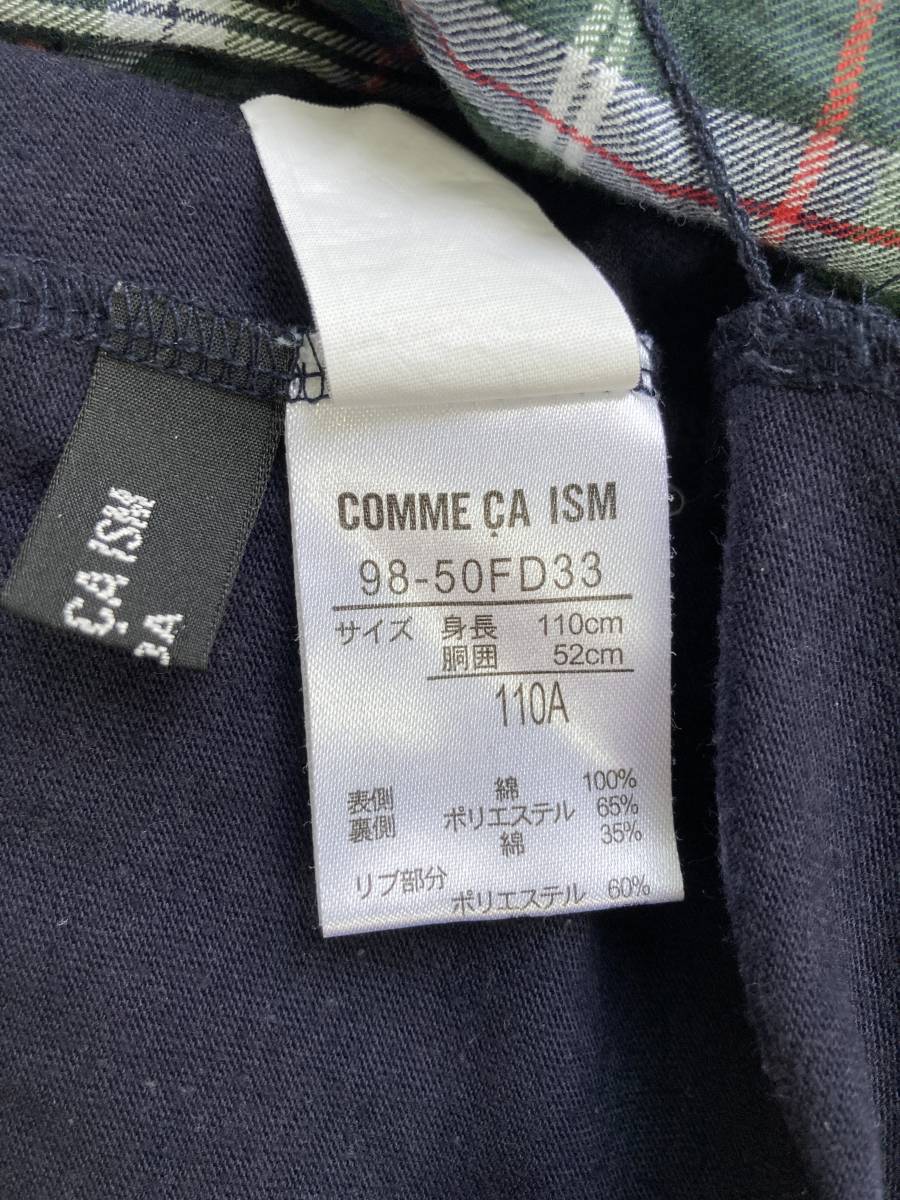 COMME ÇA ISM
98-50FD33
サイズ 身長 110cm
胴囲 52cm
110A
表側 綿 100%
裏側 ポリエステル 65%
綿 35%
リブ部分
ポリエステル 60%
ÇA ISM